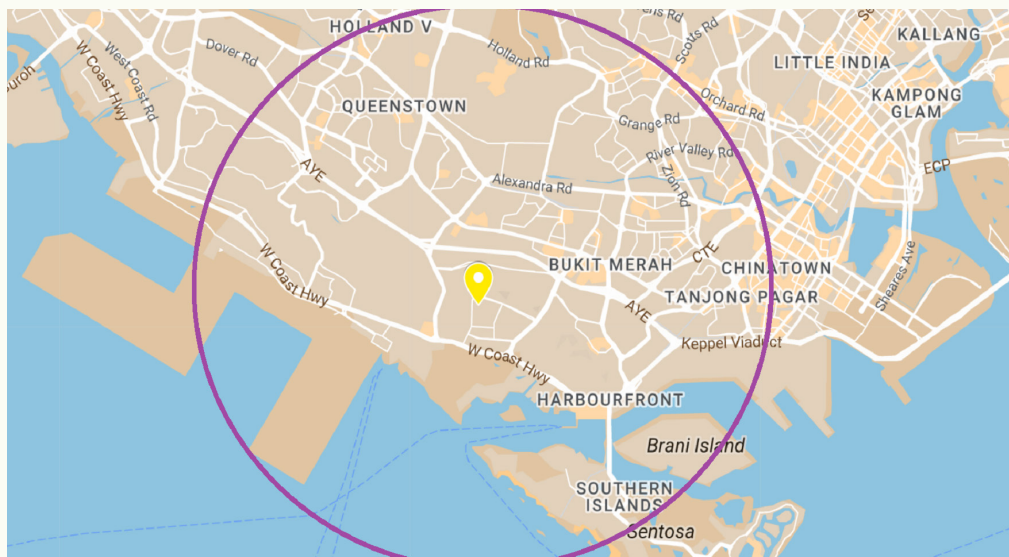 HOLLAND V
Scotts Rd
KALLANG
Dover Rd
Holland Rd
LITTLE INDIA
W Coast Hwy
West Coast Rd
QUEENSTOWN
Orchard Rd
KAMPONG
GLAM
Grange Rd
River Valley Rd
ECP
AYE
Alexandra Rd
Zion Rd
W Coast Hwy
BUKIT MERAH
CTE
CHINATOWN
Sheares Ave
TANJONG PAGAR
AYE
Keppel Viaduct
W Coast Hwy
HARBOURFRONT
Brani Island
SOUTHERN
ISLANDS
Sentosa